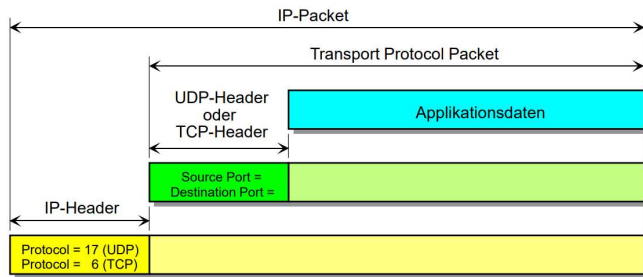 IP-Packet
Transport Protocol Packet
UDP-Header
oder
TCP-Header
Applikationsdaten
Source Port =
Destination Port =
IP-Header
Protocol = 17 (UDP)
Protocol = 6 (TCP)